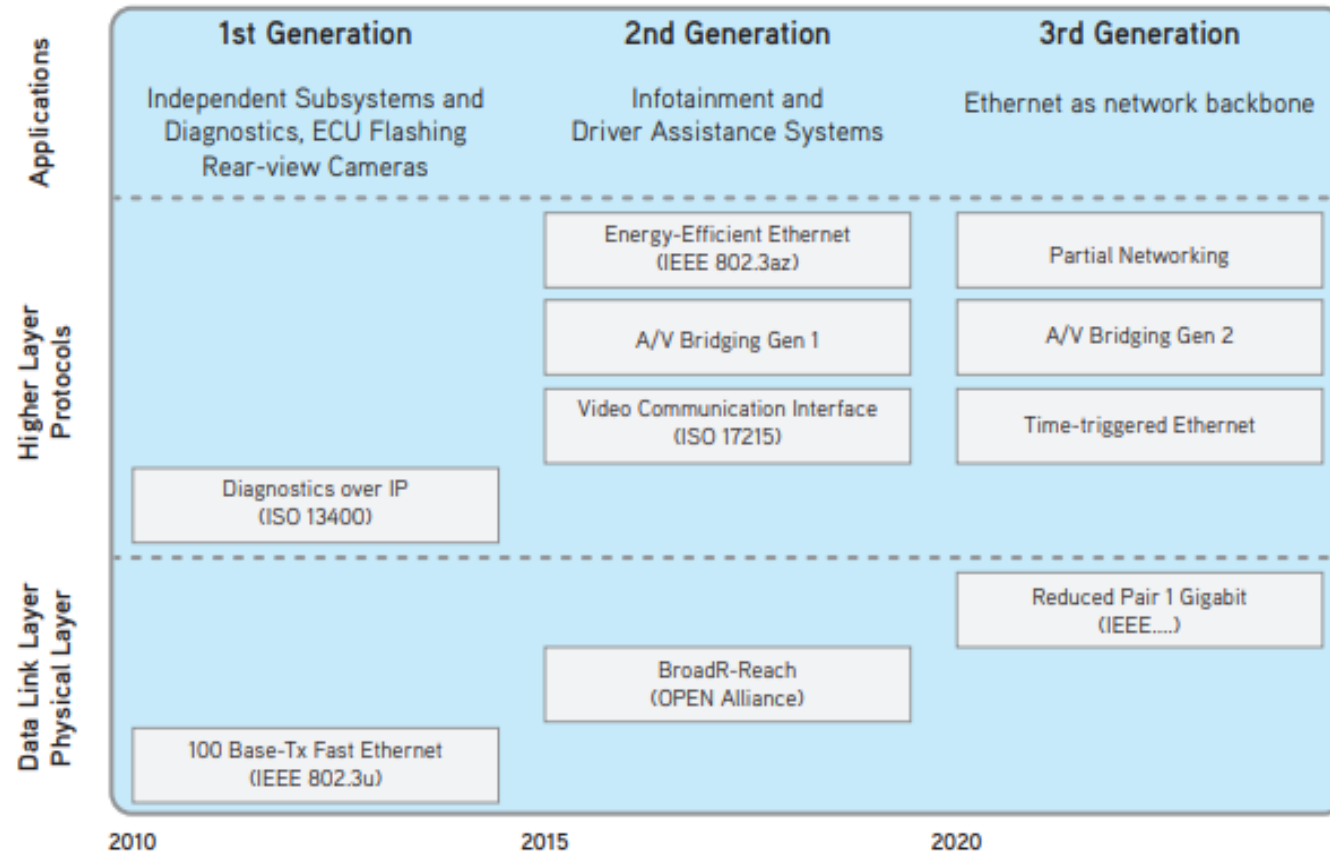 Applications
1st Generation
Independent Subsystems and
Diagnostics, ECU Flashing
Rear-view Cameras
2nd Generation
Infotainment and
Driver Assistance Systems
3rd Generation
Ethernet as network backbone
Higher Layer
Protocols
Diagnostics over IP
(ISO 13400)
Energy-Efficient Ethernet
(IEEE 802.3az)
A/V Bridging Gen 1
Video Communication Interface
(ISO 17215)
Partial Networking
A/V Bridging Gen 2
Time-triggered Ethernet
Data Link Layer
Physical Layer
100 Base-Tx Fast Ethernet
(IEEE 802.3u)
BroadR-Reach
(OPEN Alliance)
Reduced Pair 1 Gigabit
(IEEE.....)
2010
2015
2020